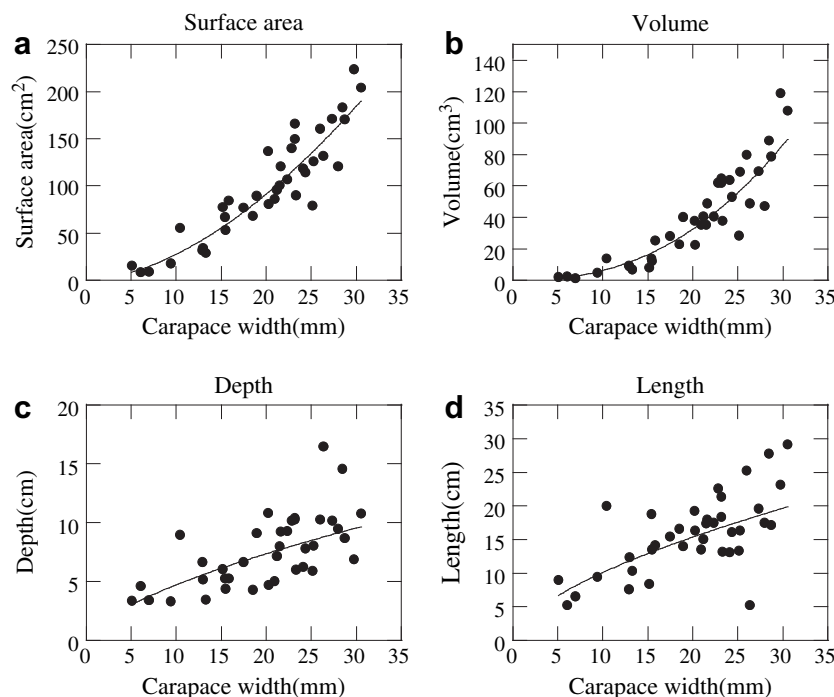 a
Surface area
250
200
150
100
50
0
Surface area(cm²)
0 5 10 15 20 25 30 35
Carapace width(mm)
b
Volume
140
120
100
80
60
40
20
0
Volume(cm³)
0 5 10 15 20 25 30 35
Carapace width(mm)
c
Depth
20
15
10
5
0
Depth(cm)
0 5 10 15 20 25 30 35
Carapace width(mm)
d
Length
35
30
25
20
15
10
5
0
Length(cm)
0 5 10 15 20 25 30 35
Carapace width(mm)